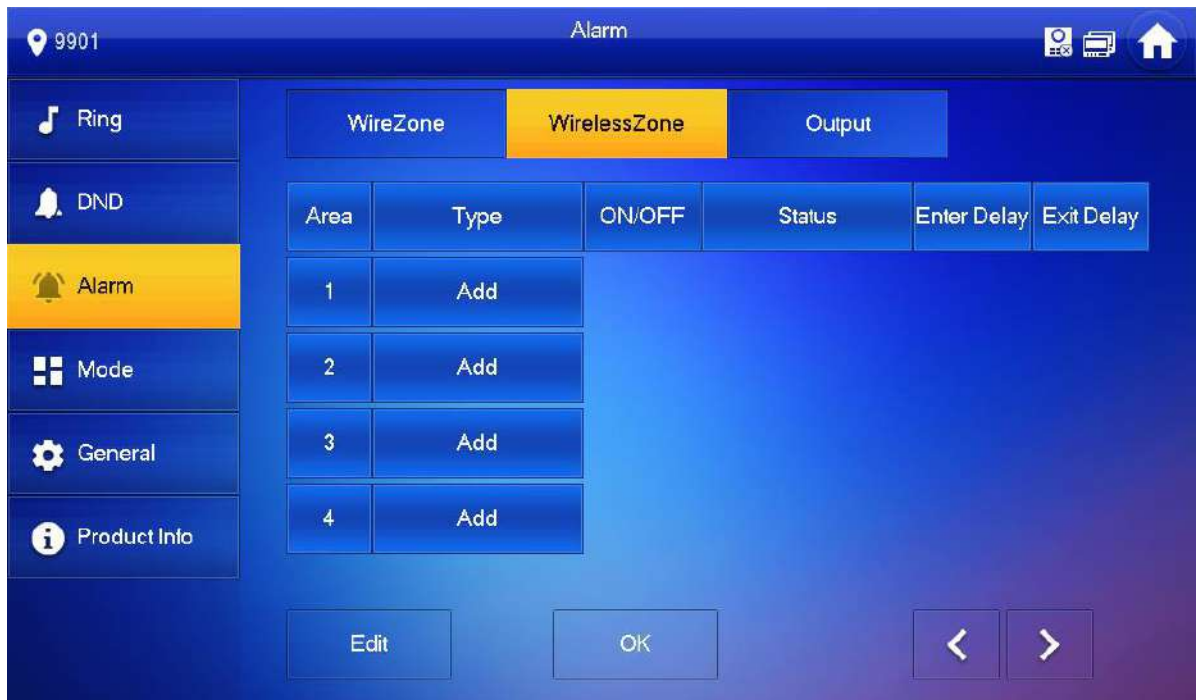 9901
Alarm
Ring
DND
Alarm
Mode
General
Product Info
WireZone WirelessZone Output
Area Type ON/OFF Status Enter Delay Exit Delay
1 Add
2 Add
3 Add
4 Add
Edit OK